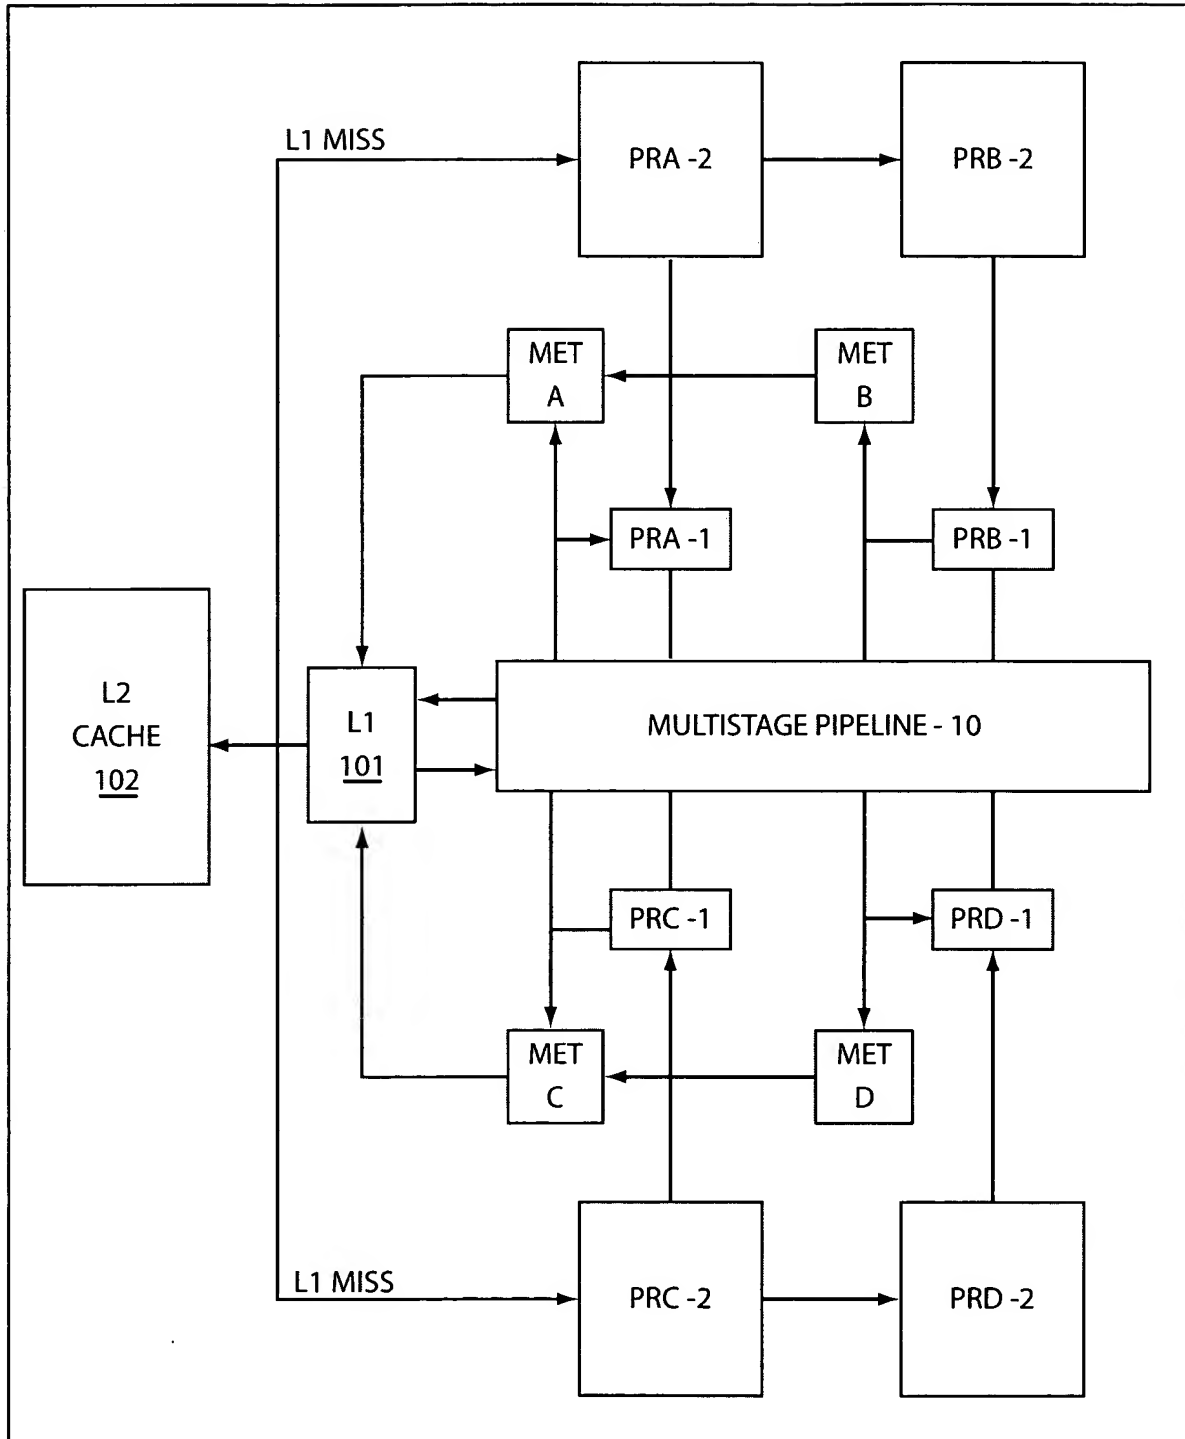 L1 MISS
PRA -2
PRB -2
MET
A
MET
B
PRA -1
PRB -1
L2
CACHE
102
L1
101
MULTISTAGE PIPELINE - 10
PRC -1
PRD -1
MET
C
MET
D
L1 MISS
PRC -2
PRD -2